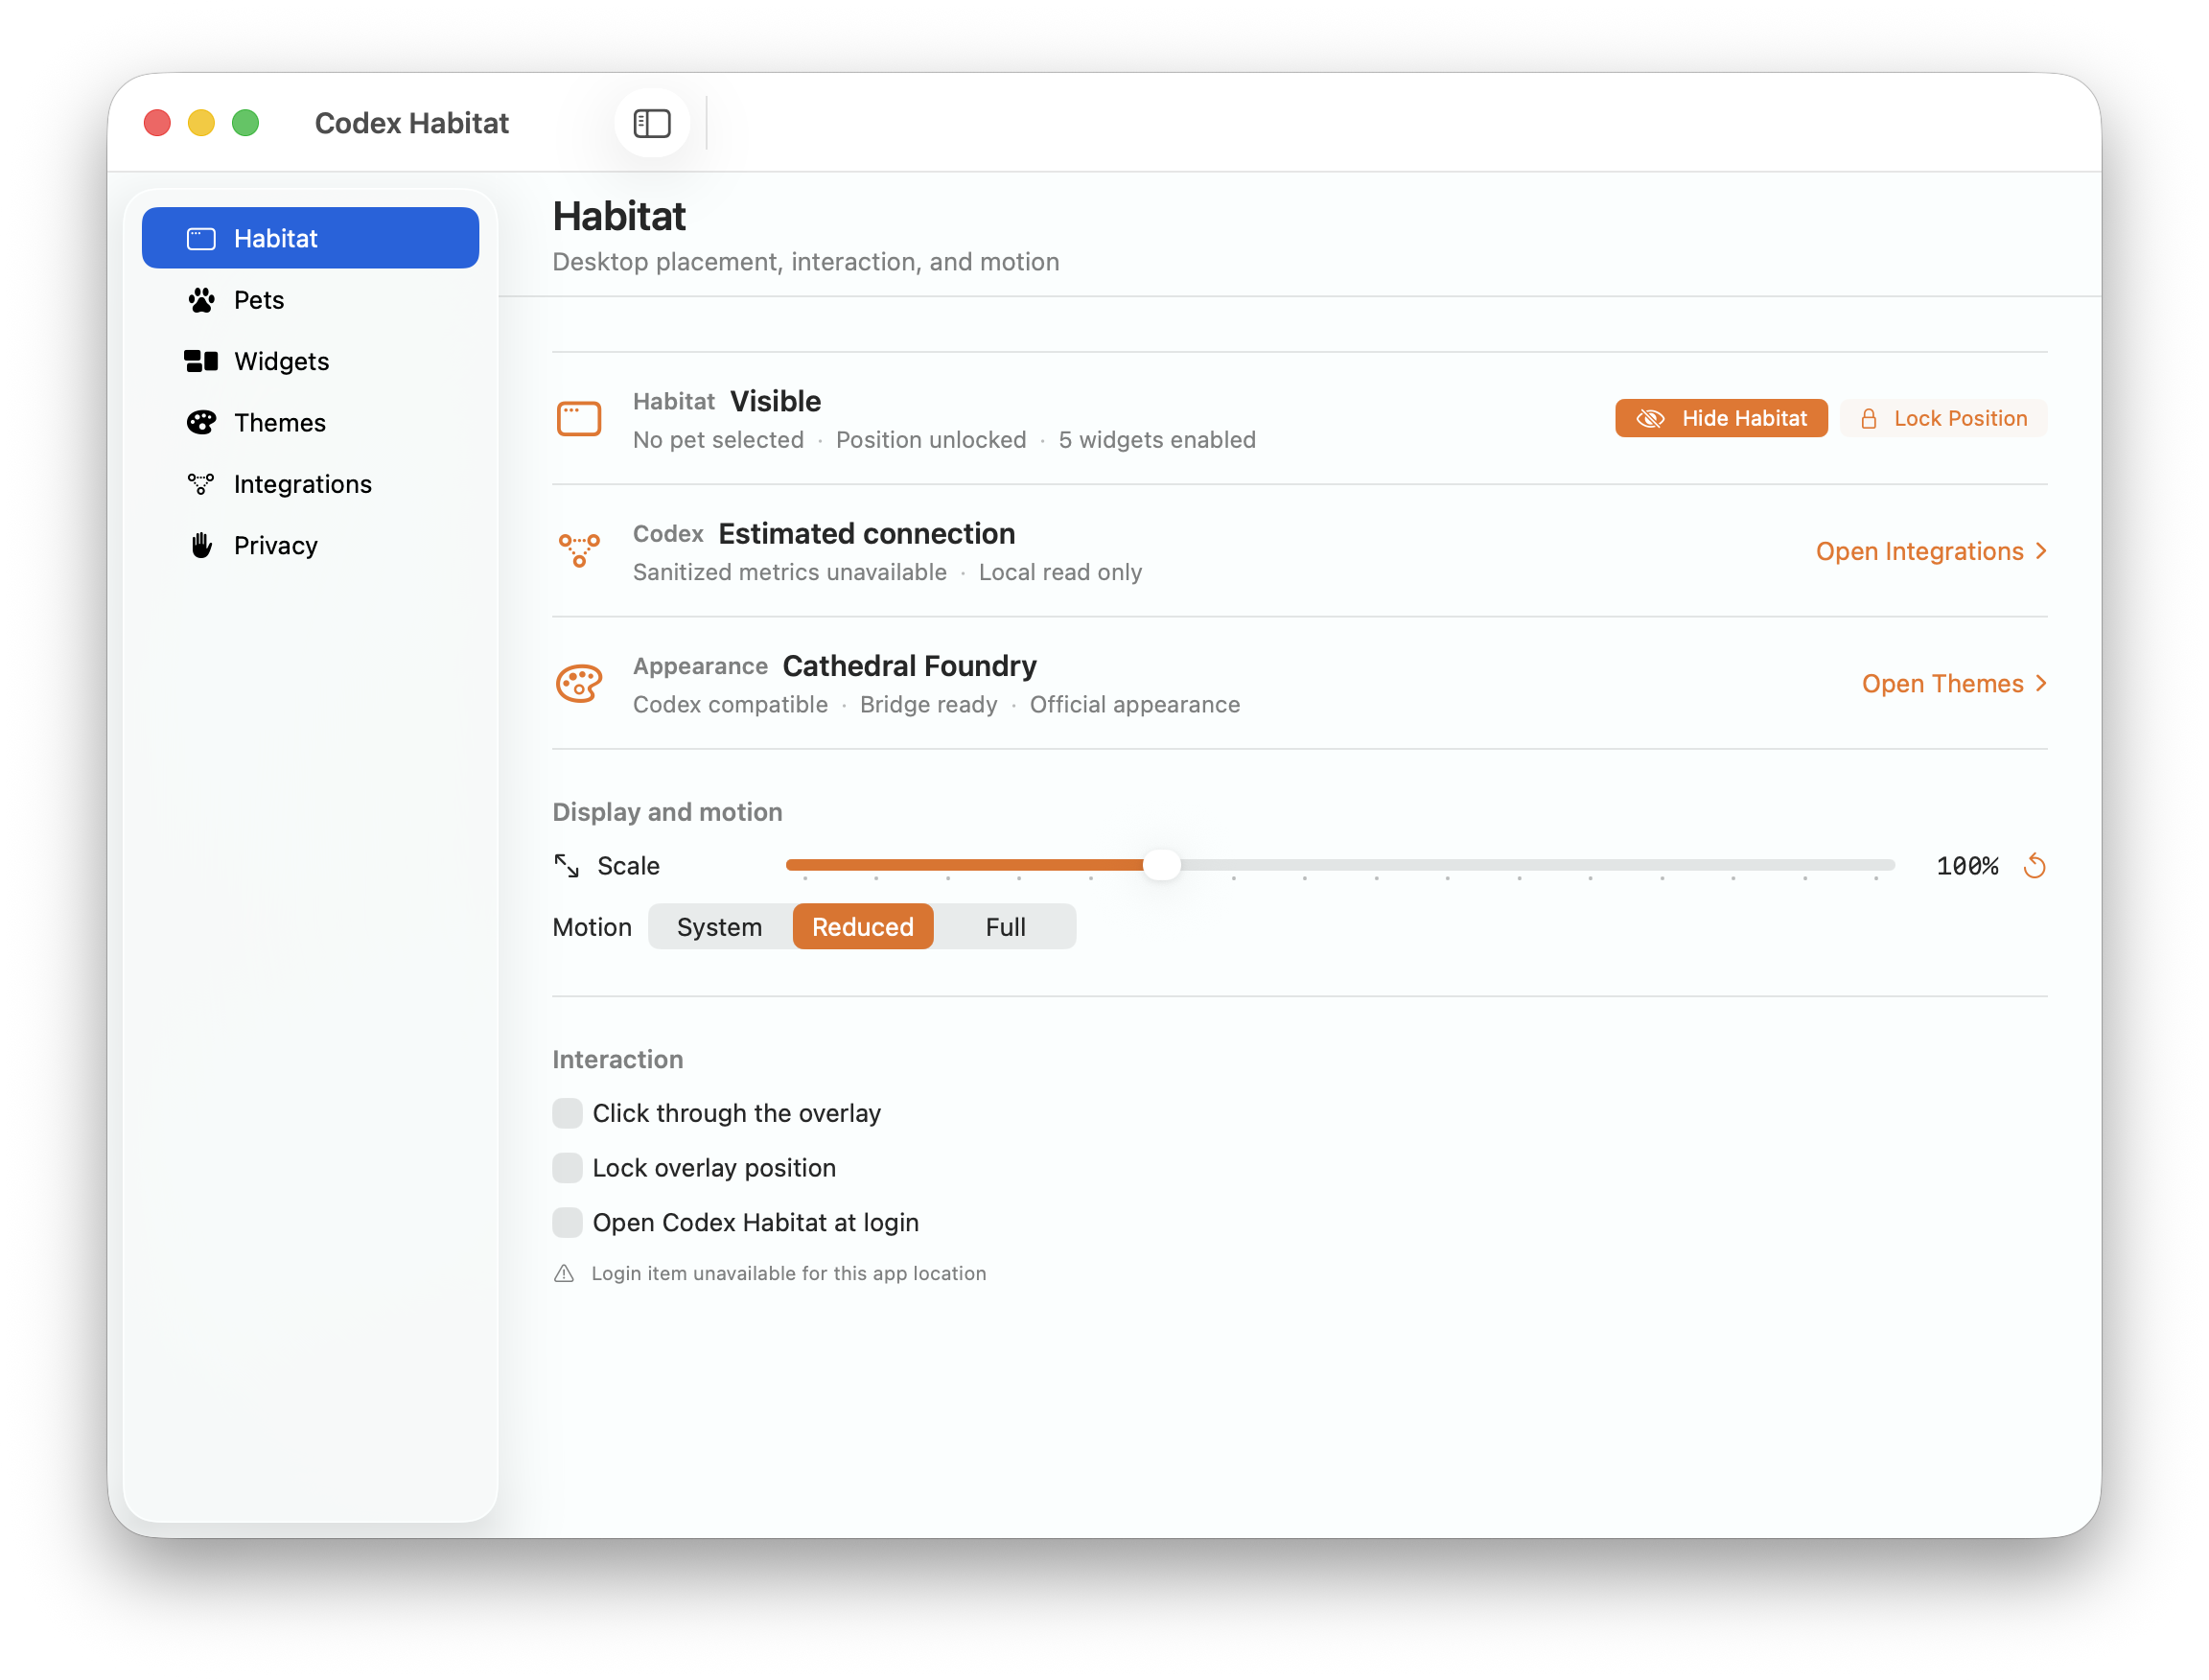 Codex Habitat
Habitat
Pets
Widgets
Themes
Integrations
Privacy
Habitat
Desktop placement, interaction, and motion
Habitat Visible
No pet selected · Position unlocked · 5 widgets enabled
Hide Habitat
Lock Position
Codex Estimated connection
Sanitized metrics unavailable · Local read only
Open Integrations
Appearance Cathedral Foundry
Codex compatible · Bridge ready · Official appearance
Open Themes
Display and motion
Scale 100%
Motion System Reduced Full
Interaction
Click through the overlay
Lock overlay position
Open Codex Habitat at login
Login item unavailable for this app location